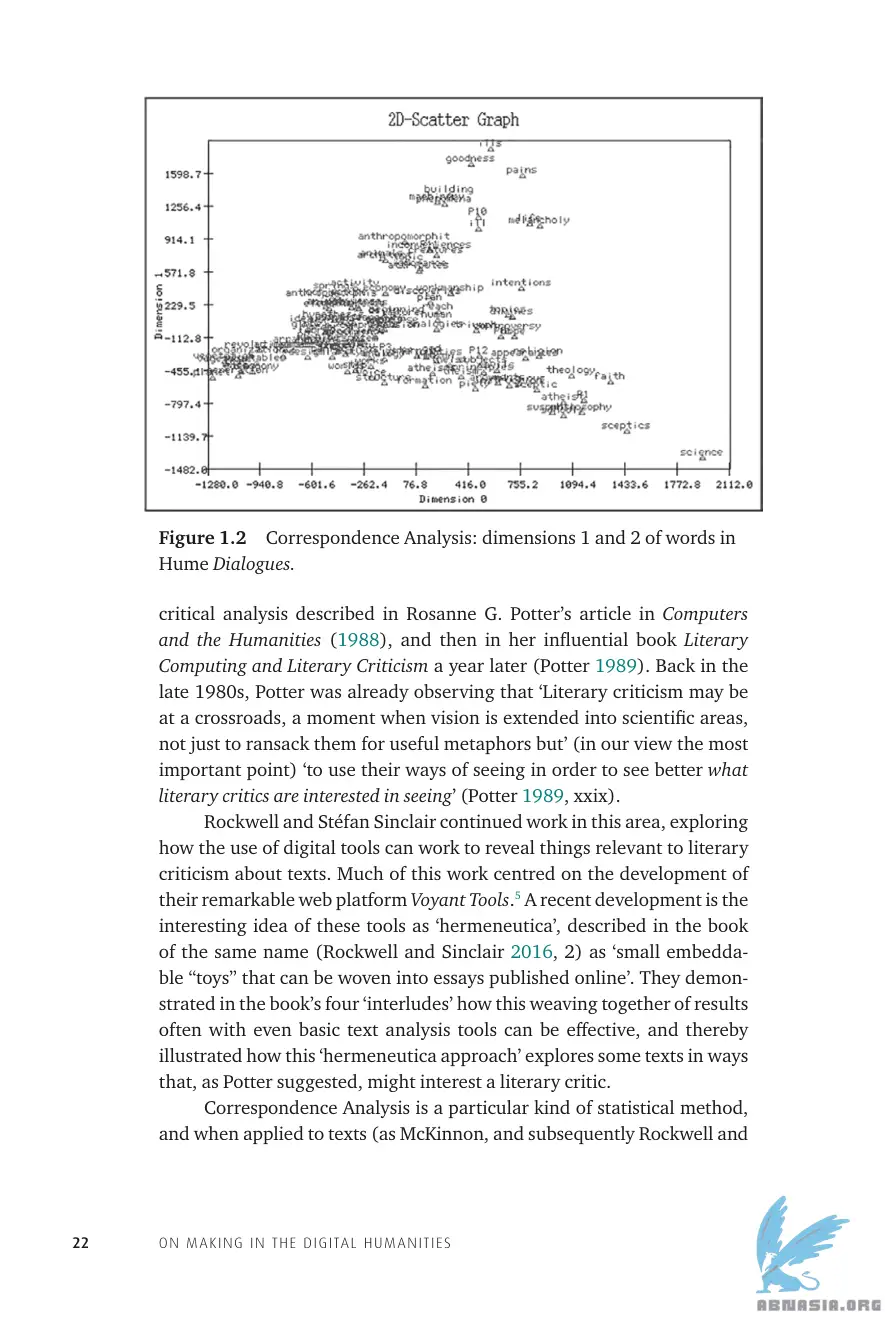 2D-Scatter Graph
ills
goodness
pains
building
P10
ill
melancholy
anthropomorphit
inconveniences
creatures
intentions
activity
economy
workmanship
plan
human
P3
P12
religion
works
structure
formation
piety
theology
faith
P1
sceptics
science
1598.7
1256.4
914.1
571.8
229.5
-112.8
-455.1
-797.4
-1139.7
-1482.0
Dimension 1
-1280.0 -940.8 -601.6 -262.4 76.8 416.0 755.2 1094.4 1433.6 1772.8 2112.0
Dimension 0
Figure 1.2 Correspondence Analysis: dimensions 1 and 2 of words in
Hume Dialogues.
critical analysis described in Rosanne G. Potter’s article in Computers
and the Humanities (1988), and then in her influential book Literary
Computing and Literary Criticism a year later (Potter 1989). Back in the
late 1980s, Potter was already observing that ‘Literary criticism may be
at a crossroads, a moment when vision is extended into scientific areas,
not just to ransack them for useful metaphors but’ (in our view the most
important point) ‘to use their ways of seeing in order to see better what
literary critics are interested in seeing’ (Potter 1989, xxix).
Rockwell and Stéfan Sinclair continued work in this area, exploring
how the use of digital tools can work to reveal things relevant to literary
criticism about texts. Much of this work centred on the development of
their remarkable web platform Voyant Tools.⁵ A recent development is the
interesting idea of these tools as ‘hermeneutica’, described in the book
of the same name (Rockwell and Sinclair 2016, 2) as ‘small embedda-
ble “toys” that can be woven into essays published online’. They demon-
strated in the book’s four ‘interludes’ how this weaving together of results
often with even basic text analysis tools can be effective, and thereby
illustrated how this ‘hermeneutica approach’ explores some texts in ways
that, as Potter suggested, might interest a literary critic.
Correspondence Analysis is a particular kind of statistical method,
and when applied to texts (as McKinnon, and subsequently Rockwell and
22 ON MAKING IN THE DIGITAL HUMANITIES
ABNASIA.ORG